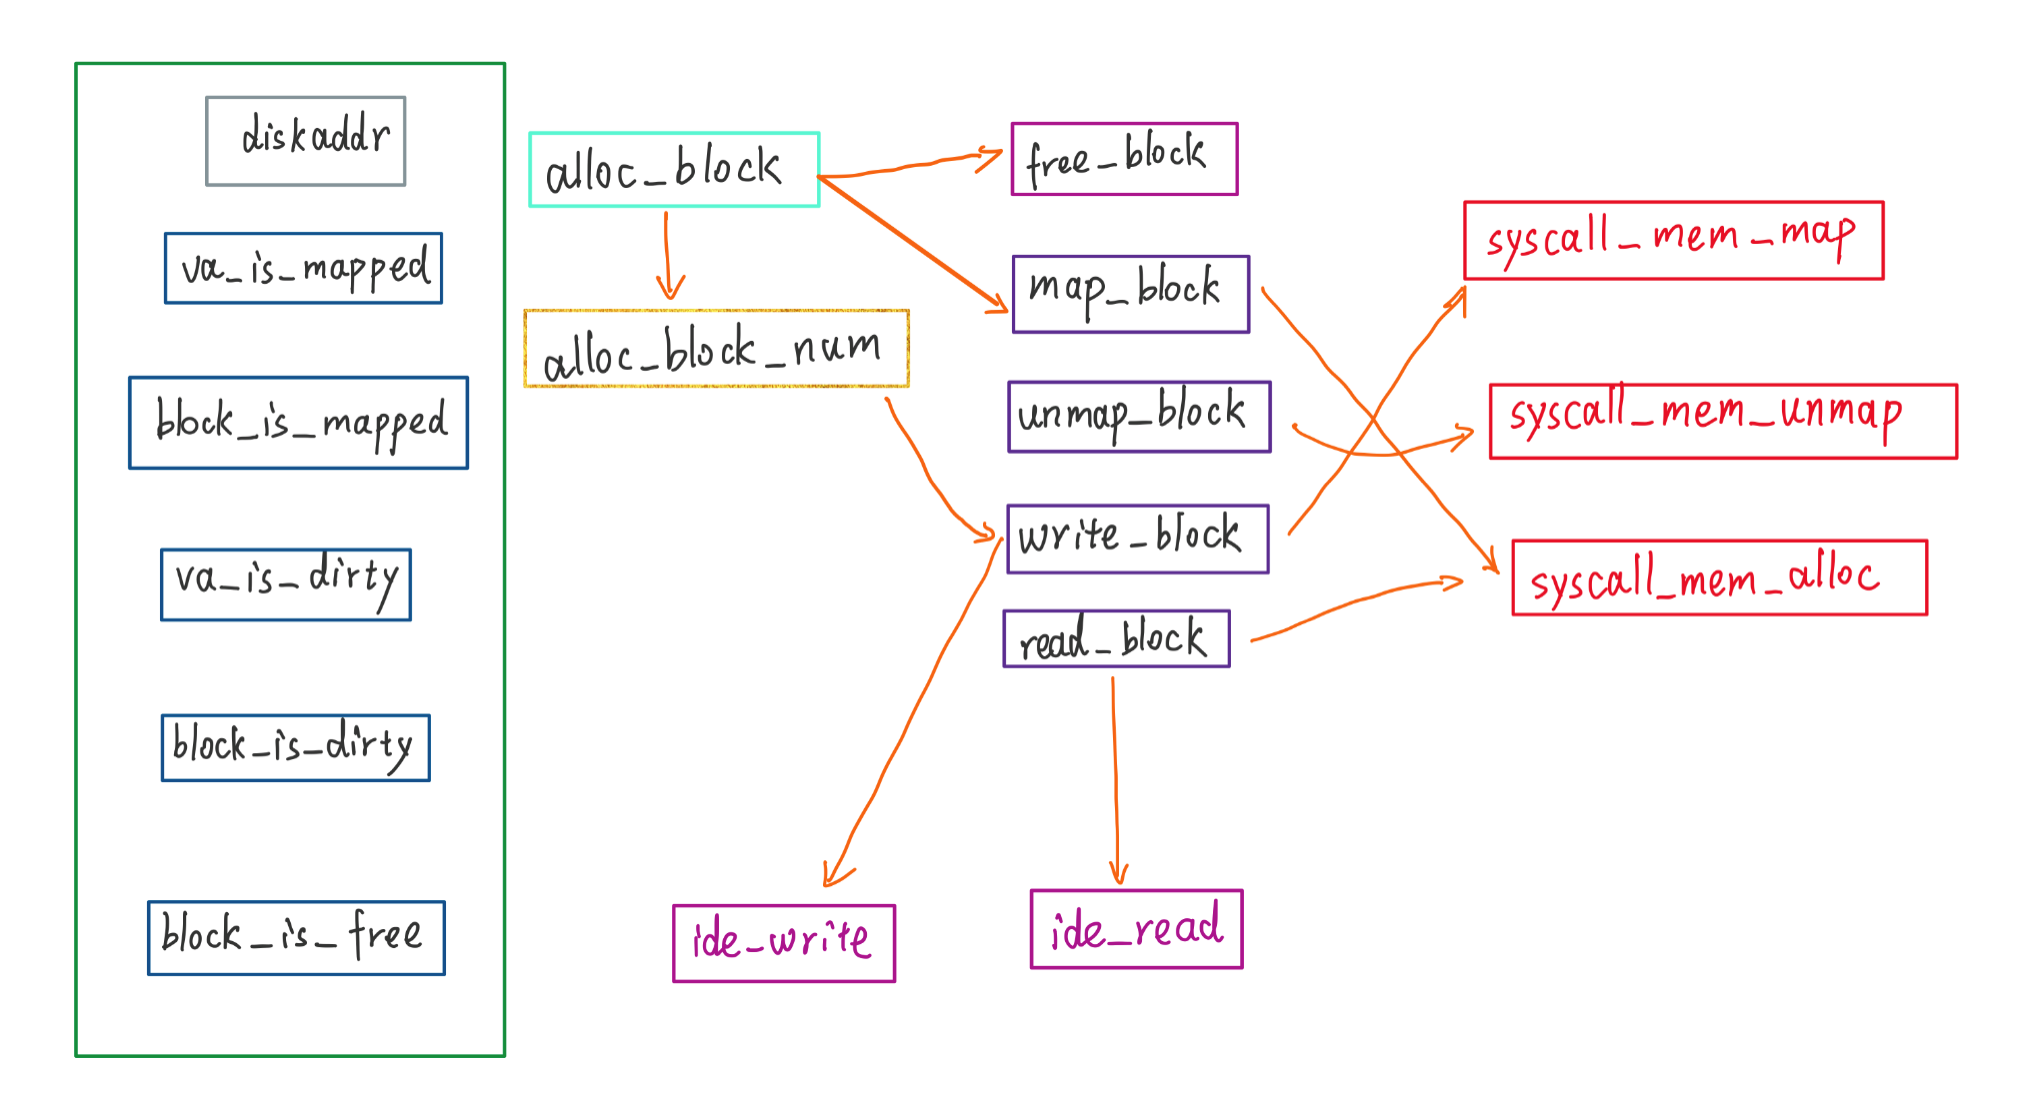 diskaddr
va_is_mapped
block_is_mapped
va_is_dirty
block_is_dirty
block_is_free
alloc_block
alloc_block_num
free_block
map_block
unmap_block
write_block
read_block
syscall_mem_map
syscall_mem_unmap
syscall_mem_alloc
ide_write
ide_read